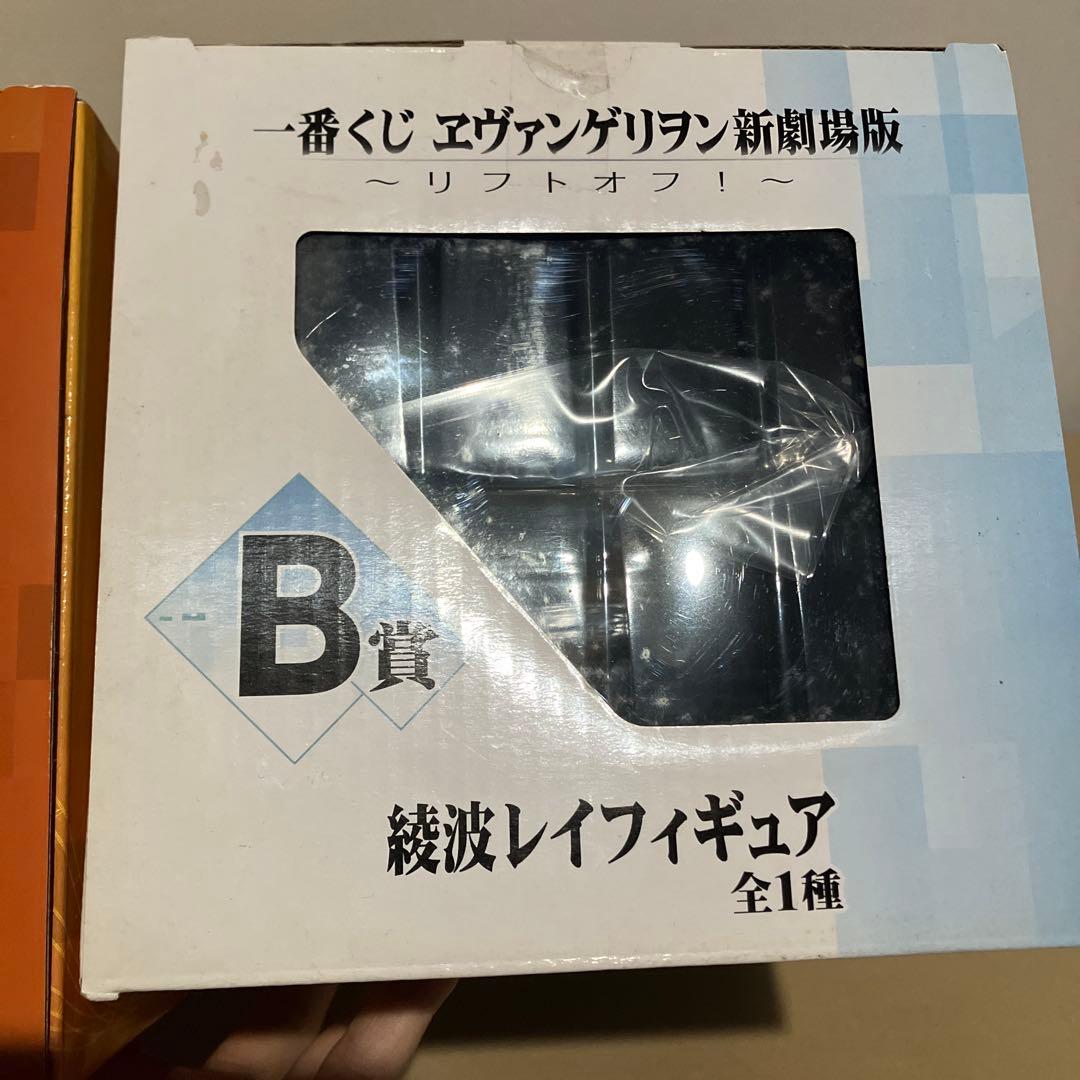 一番くじ ヱヴァンゲリヲン新劇場版
～リフトオフ!～
B賞
綾波レイフィギュア
全1種